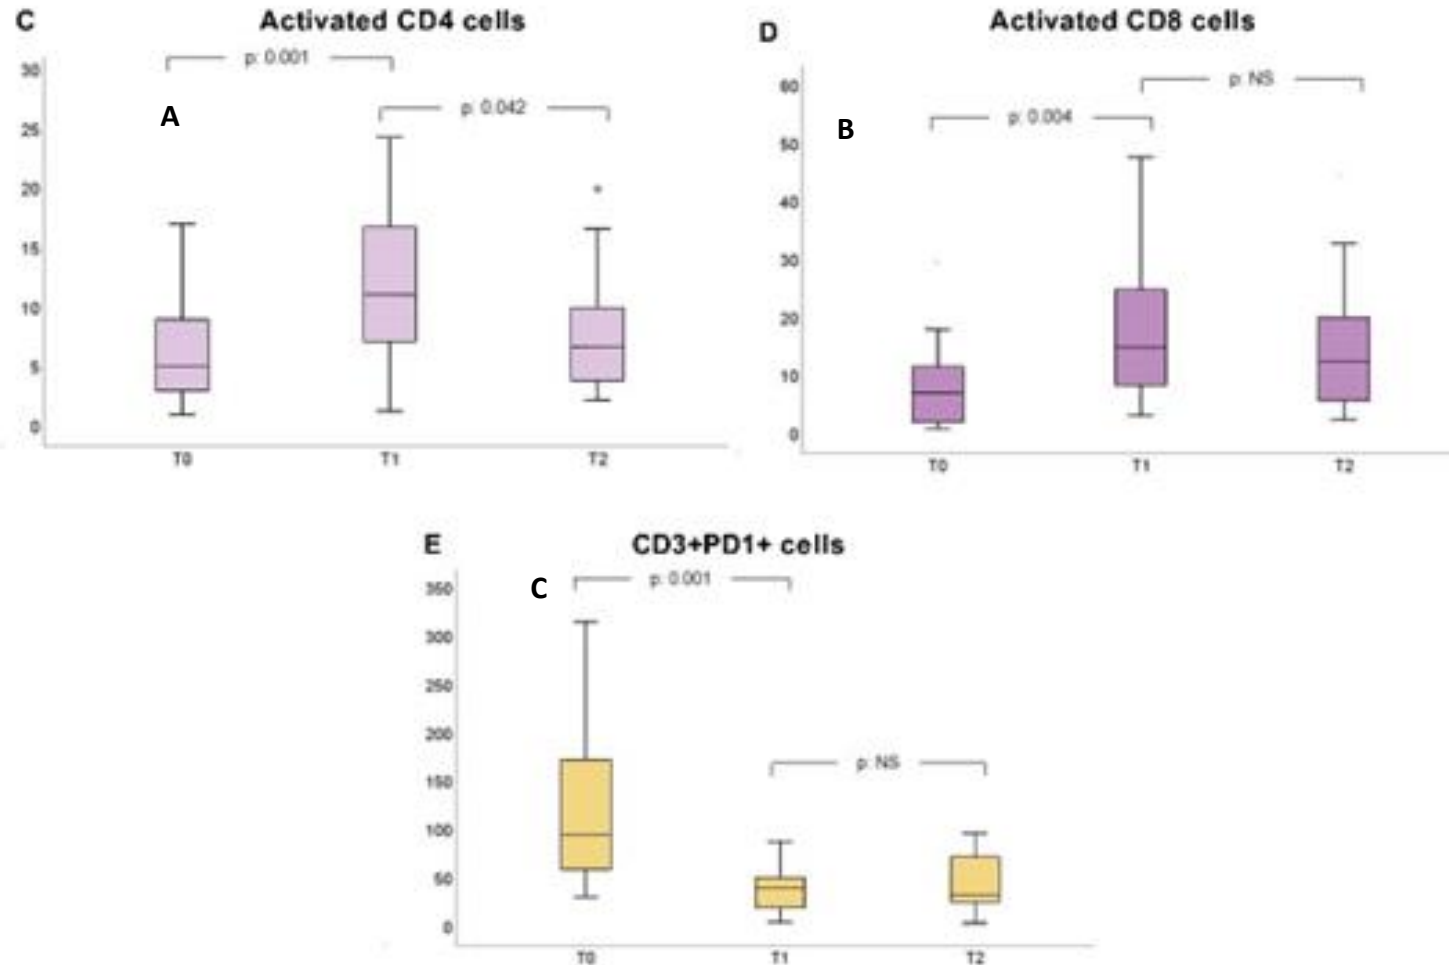 C Activated CD4 cells
p: 0.001
A
p: 0.042
30
25
20
15
10
5
0
T0 T1 T2
D Activated CD8 cells
p: NS
p: 0.004
B
60
50
40
30
20
10
0
T0 T1 T2
E CD3+PD1+ cells
p: 0.001
C
p: NS
350
300
250
200
150
100
50
0
T0 T1 T2